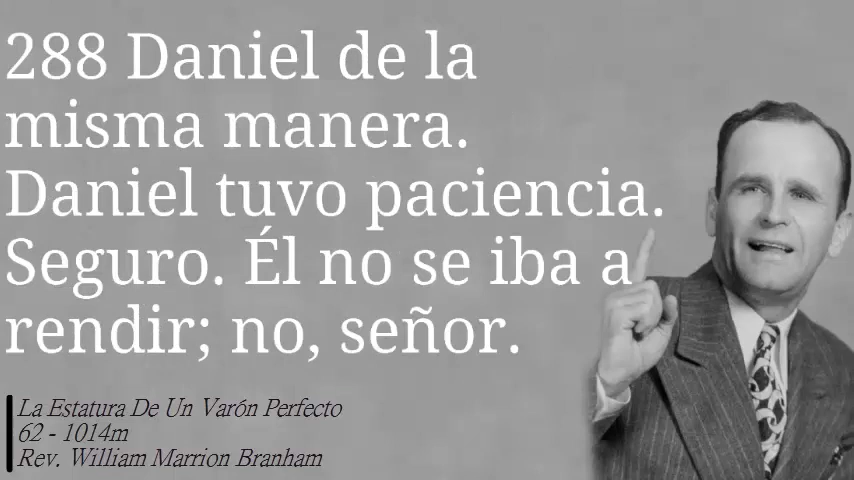 288 Daniel de la
misma manera.
Daniel tuvo paciencia.
Seguro. Él no se iba a
rendir; no, señor.
La Estatura De Un Varón Perfecto
62 - 1014m
Rev. William Marrion Branham